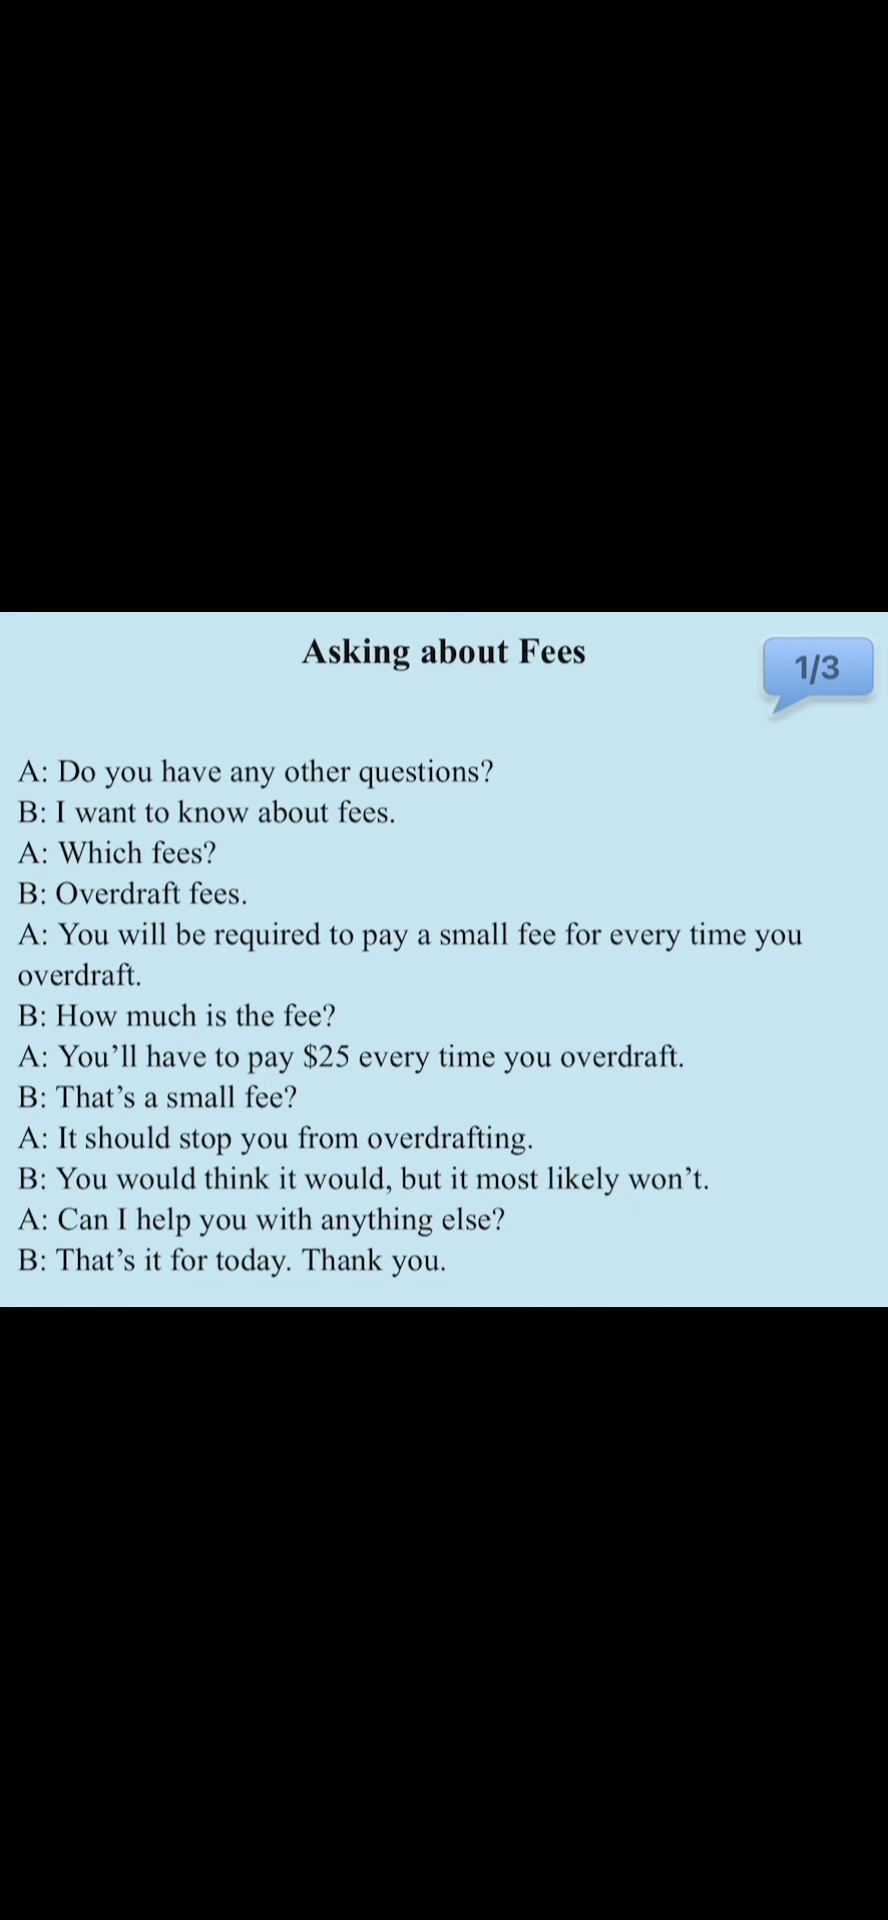 Asking about Fees
1/3
A: Do you have any other questions?
B: I want to know about fees.
A: Which fees?
B: Overdraft fees.
A: You will be required to pay a small fee for every time you
overdraft.
B: How much is the fee?
A: You’ll have to pay $25 every time you overdraft.
B: That’s a small fee?
A: It should stop you from overdrafting.
B: You would think it would, but it most likely won’t.
A: Can I help you with anything else?
B: That’s it for today. Thank you.